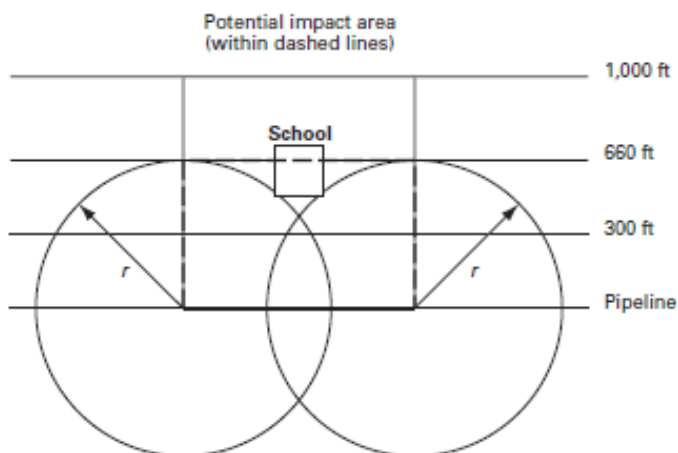 Potential impact area
(within dashed lines)
1,000 ft
School
660 ft
300 ft
r
r
Pipeline